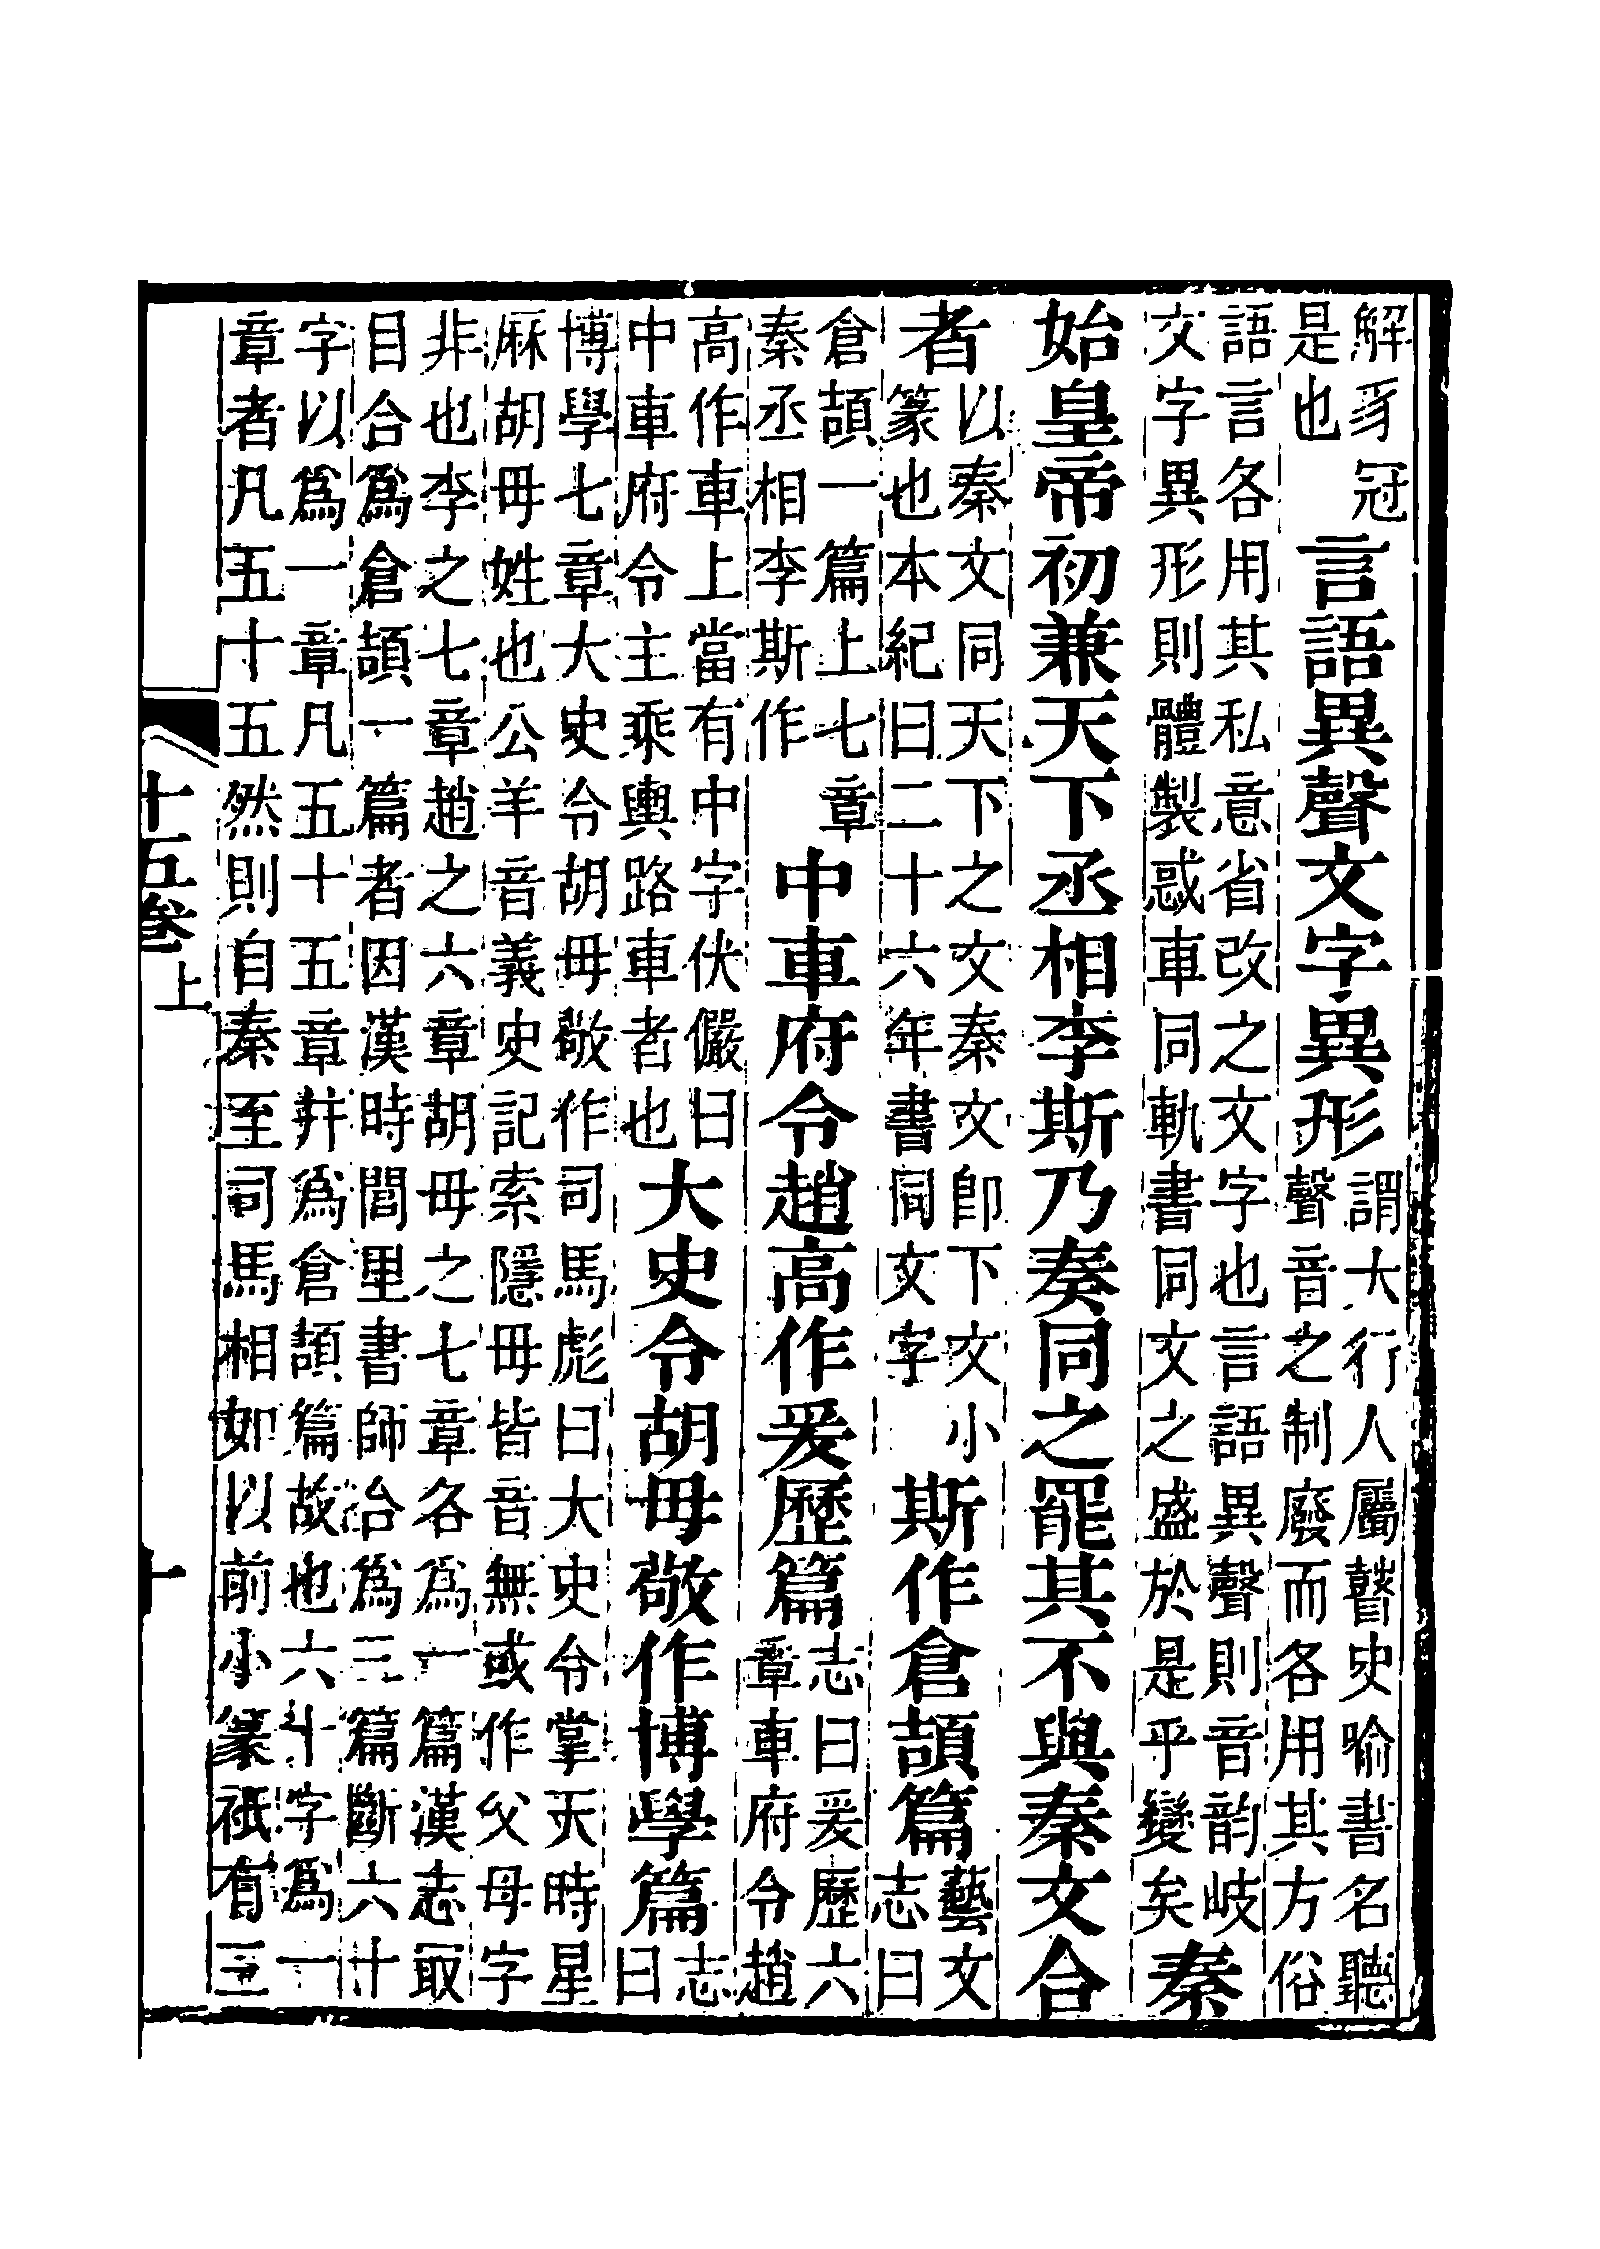 解豸冠是也言語異聲文字異形謂大行人屬瞽史喻書名聽聲音之制廢而各用其方俗
語言各用其私意省改之文字也言語異聲則音韵岐文字異形則體製惑車同軌書同文之盛於是乎變矣秦
始皇帝初兼天下丞相李斯乃奏同之罷其不與秦文合
者以秦文同天下之文秦文卽下文小篆也本紀曰二十六年書同文字斯作倉頡篇藝文志曰
倉頡一篇上七章秦丞相李斯作中車府令趙高作爰歷篇志曰爰歷六章車府令趙
高作車上當有中字伏儼曰中車府令主乘輿路車者也大史令胡毋敬作博學篇志曰
博學七章大史令胡毋敬作司馬彪曰大史令掌天時星厤胡毋姓也公羊音義史記索隱毋皆音無或作父母字
非也李之七章趙之六章胡毋之七章各爲一篇漢志㝡目合爲倉頡一篇者因漢時閭里書師合爲三篇斷六十
字以爲一章凡五十五章并爲倉頡篇故也六十字爲一章者凡五十五然則自秦至司馬相如以前小篆衹有三
十五卷上
十